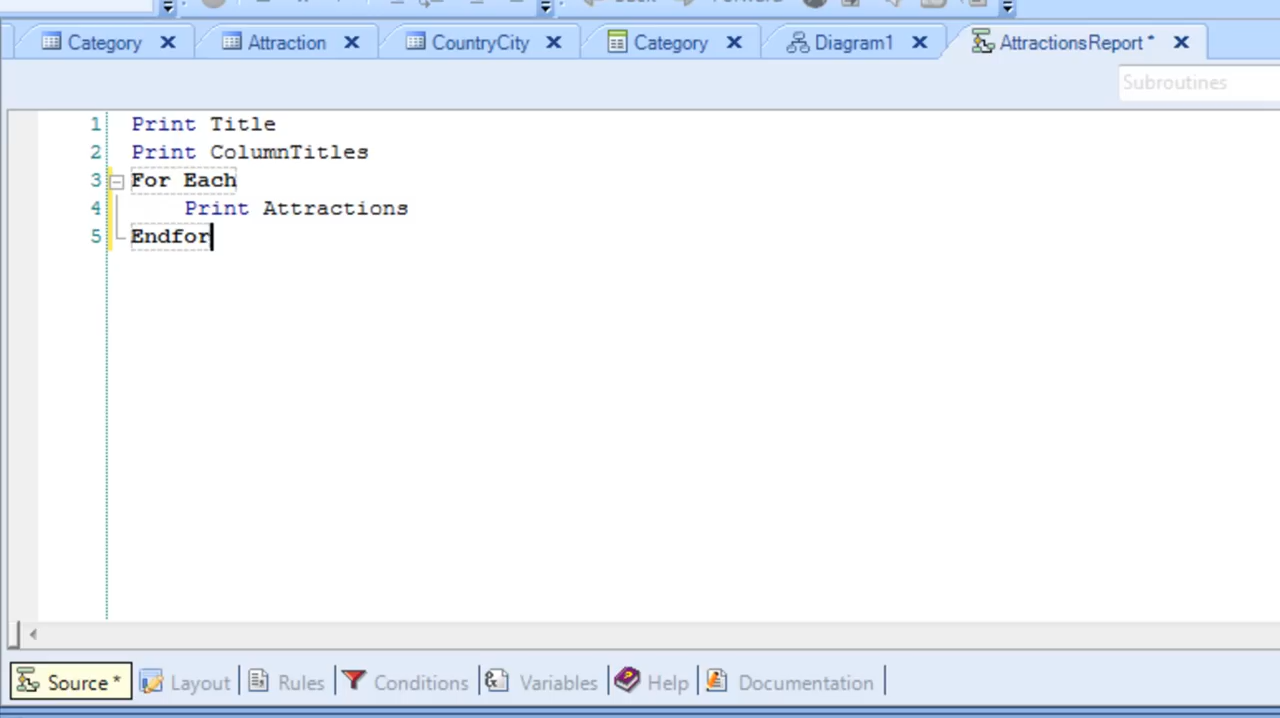 Category Attraction CountryCity Category Diagram1 AttractionsReport *
Subroutines
1 Print Title
2 Print ColumnTitles
3 For Each
4 Print Attractions
5 Endfor
Source * Layout Rules Conditions Variables Help Documentation